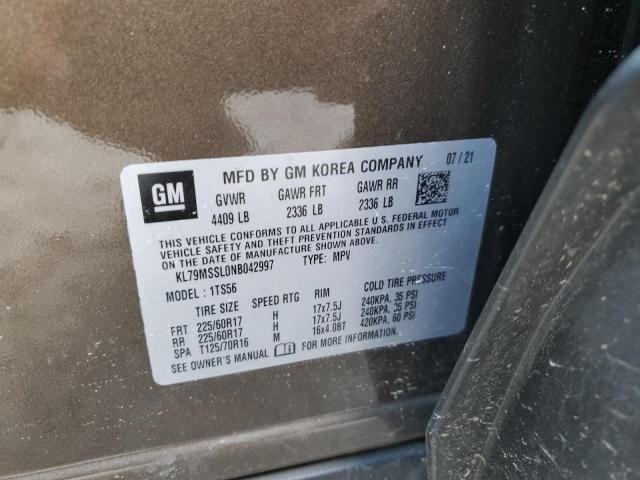 GM
MFD BY GM KOREA COMPANY 07 / 21
GVWR GAWR FRT GAWR RR
4409 LB 2336 LB 2336 LB
THIS VEHICLE CONFORMS TO ALL APPLICABLE U.S. FEDERAL MOTOR
VEHICLE SAFETY AND THEFT PREVENTION STANDARDS IN EFFECT
ON THE DATE OF MANUFACTURE SHOWN ABOVE.
KL79MSSL0NB042997 TYPE: MPV
MODEL : 1TS56
TIRE SIZE SPEED RTG RIM COLD TIRE PRESSURE
FRT 225/60R17 H 17x7.5J 240KPA, 35 PSI
RR 225/60R17 H 17x7.5J 240KPA, 35 PSI
SPA T125/70R16 M 16x4.0BT 420KPA, 60 PSI
SEE OWNER'S MANUAL FOR MORE INFORMATION